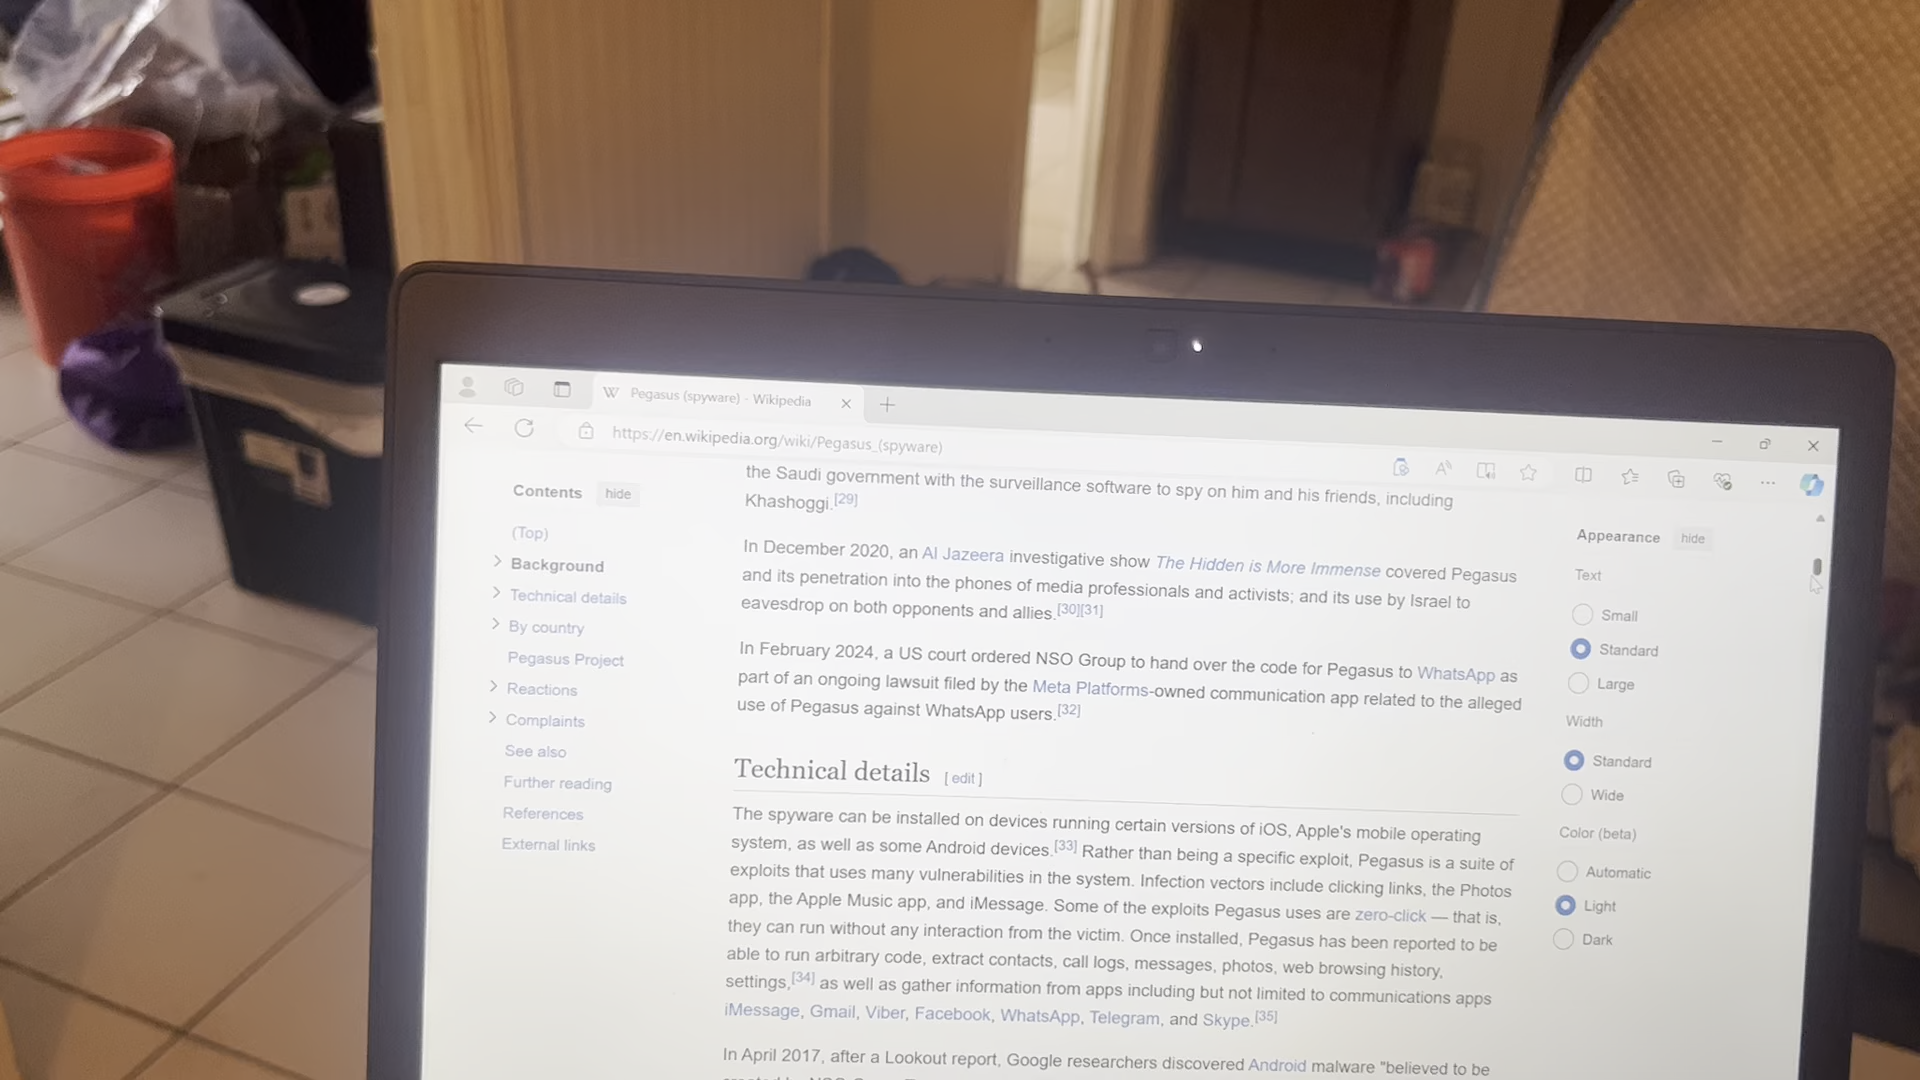 Pegasus (spyware) - Wikipedia
https://en.wikipedia.org/wiki/Pegasus_(spyware)
Contents hide
(Top)
Background
Technical details
By country
Pegasus Project
Reactions
Complaints
See also
Further reading
References
External links
the Saudi government with the surveillance software to spy on him and his friends, including
Khashoggi.[29]
In December 2020, an Al Jazeera investigative show The Hidden is More Immense covered Pegasus
and its penetration into the phones of media professionals and activists; and its use by Israel to
eavesdrop on both opponents and allies.[30][31]
In February 2024, a US court ordered NSO Group to hand over the code for Pegasus to WhatsApp as
part of an ongoing lawsuit filed by the Meta Platforms-owned communication app related to the alleged
use of Pegasus against WhatsApp users.[32]
Technical details [ edit ]
The spyware can be installed on devices running certain versions of iOS, Apple's mobile operating
system, as well as some Android devices.[33] Rather than being a specific exploit, Pegasus is a suite of
exploits that uses many vulnerabilities in the system. Infection vectors include clicking links, the Photos
app, the Apple Music app, and iMessage. Some of the exploits Pegasus uses are zero-click — that is,
they can run without any interaction from the victim. Once installed, Pegasus has been reported to be
able to run arbitrary code, extract contacts, call logs, messages, photos, web browsing history,
settings,[34] as well as gather information from apps including but not limited to communications apps
iMessage, Gmail, Viber, Facebook, WhatsApp, Telegram, and Skype.[35]
In April 2017, after a Lookout report, Google researchers discovered Android malware "believed to be
Appearance hide
Text
Small
Standard
Large
Width
Standard
Wide
Color (beta)
Automatic
Light
Dark